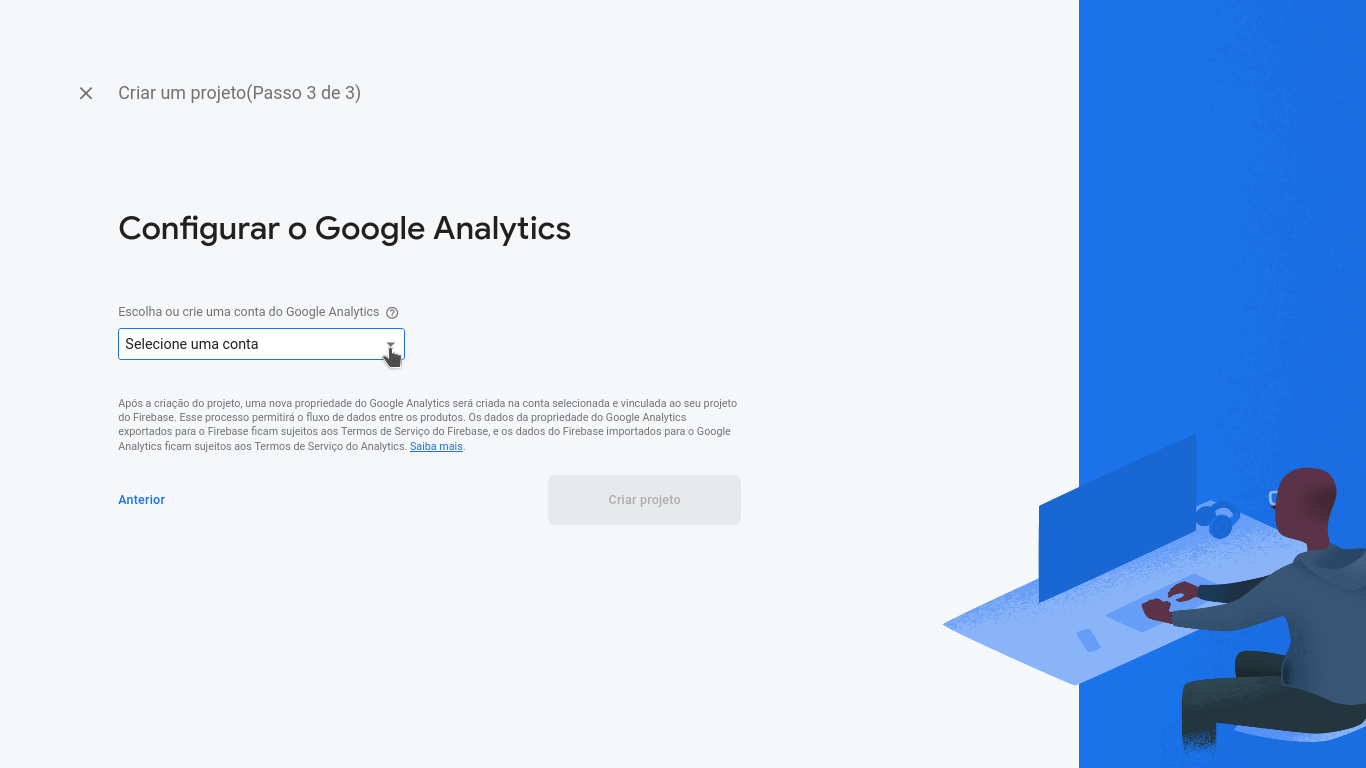 Criar um projeto(Passo 3 de 3)
Configurar o Google Analytics
Escolha ou crie uma conta do Google Analytics
Selecione uma conta
Após a criação do projeto, uma nova propriedade do Google Analytics será criada na conta selecionada e vinculada ao seu projeto
do Firebase. Esse processo permitirá o fluxo de dados entre os produtos. Os dados da propriedade do Google Analytics
exportados para o Firebase ficam sujeitos aos Termos de Serviço do Firebase, e os dados do Firebase importados para o Google
Analytics ficam sujeitos aos Termos de Serviço do Analytics. Saiba mais.
Anterior
Criar projeto